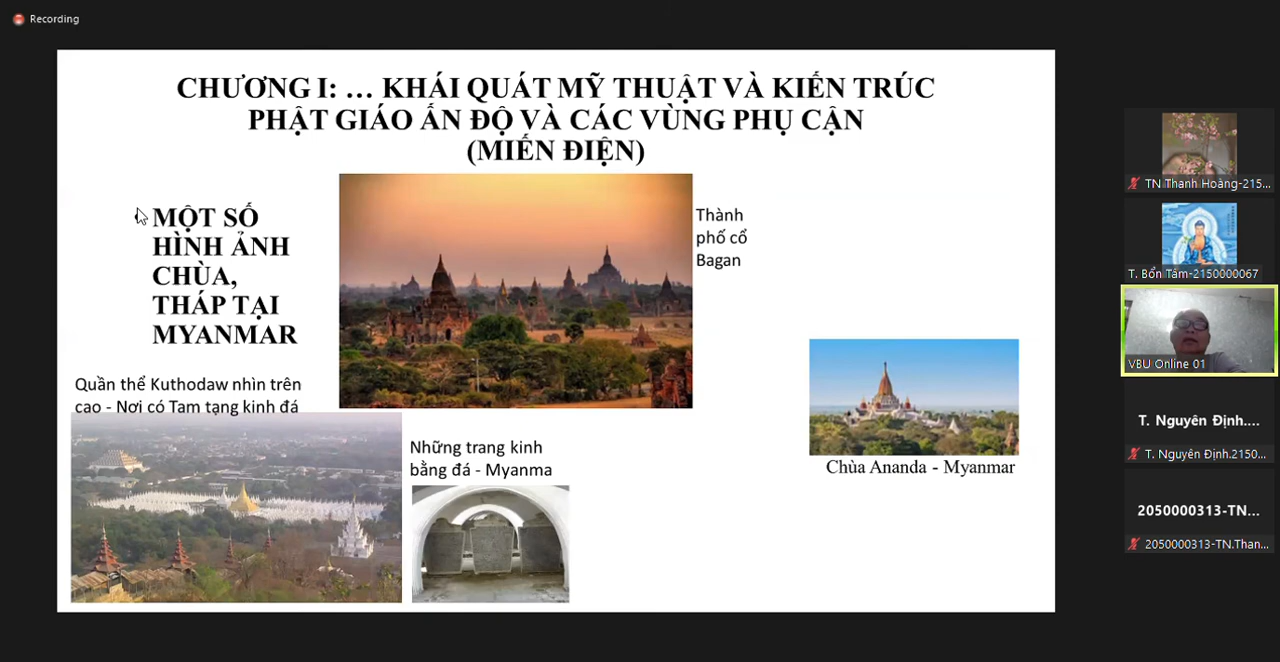 Recording
CHƯƠNG I: … KHÁI QUÁT MỸ THUẬT VÀ KIẾN TRÚC
PHẬT GIÁO ẤN ĐỘ VÀ CÁC VÙNG PHỤ CẬN
(MIẾN ĐIỆN)
MỘT SỐ
HÌNH ẢNH
CHÙA,
THÁP TẠI
MYANMAR
Thành
phố cổ
Bagan
Quần thể Kuthodaw nhìn trên
cao - Nơi có Tam tạng kinh đá
Những trang kinh
bằng đá - Myanma
Chùa Ananda - Myanmar
TN Thanh Hoàng-215...
T. Bổn Tâm-2150000067
VBU Online 01
T. Nguyên Định....
T. Nguyên Định.2150...
2050000313-TN...
2050000313-TN.Than...